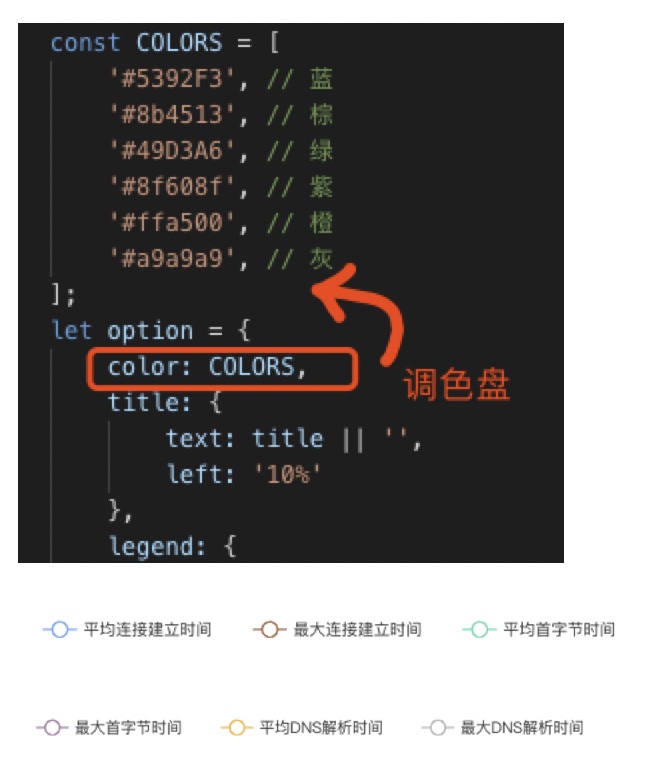 const COLORS = [
'#5392F3', // 蓝
'#8b4513', // 棕
'#49D3A6', // 绿
'#8f608f', // 紫
'#ffa500', // 橙
'#a9a9a9', // 灰
];
let option = {
color: COLORS,
调色盘
title: {
text: title || '',
left: '10%'
},
legend: {
平均连接建立时间 最大连接建立时间 平均首字节时间
最大首字节时间 平均DNS解析时间 最大DNS解析时间